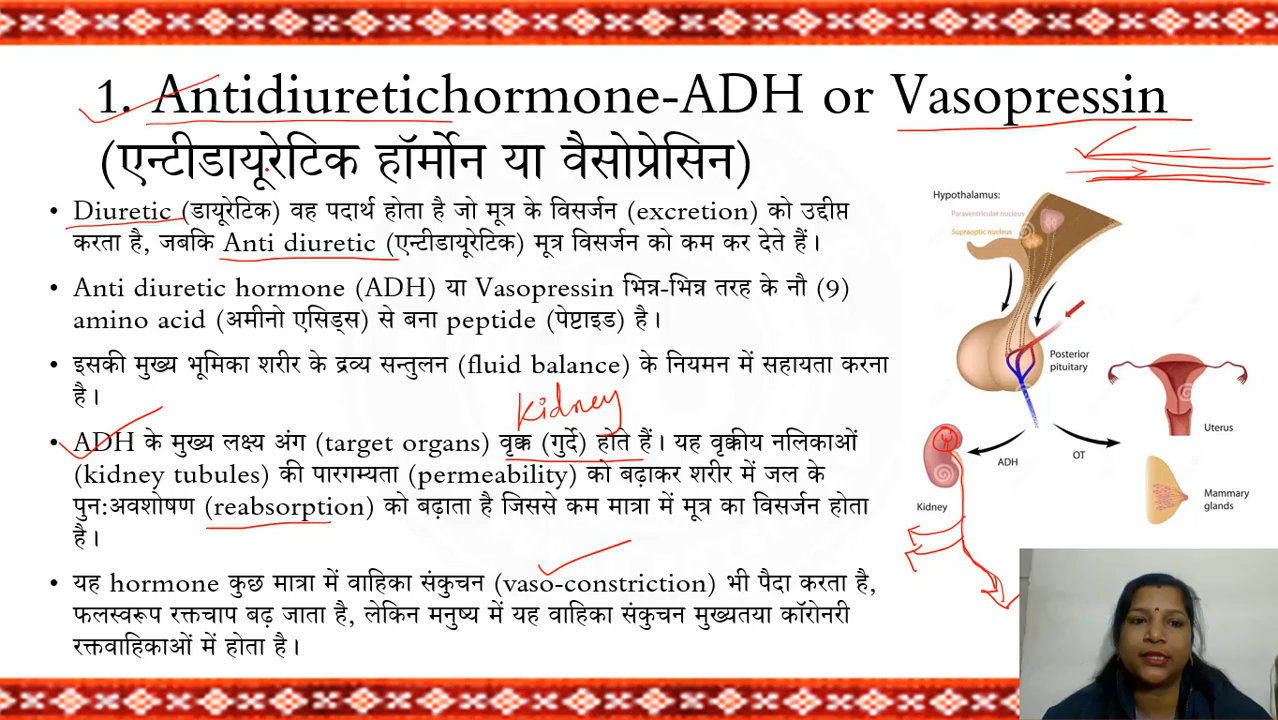 1. Antidiuretichormone-ADH or Vasopressin
(एन्टीडायूरेटिक हॉर्मोन या वैसोप्रेसिन)
• Diuretic (डायूरेटिक) वह पदार्थ होता है जो मूत्र के विसर्जन (excretion) को उद्दीप्त
करता है, जबकि Anti diuretic (एन्टीडायूरेटिक) मूत्र विसर्जन को कम कर देते हैं।
• Anti diuretic hormone (ADH) या Vasopressin भिन्न-भिन्न तरह के नौ (9)
amino acid (अमीनो एसिड्स) से बना peptide (पेप्टाइड) है।
• इसकी मुख्य भूमिका शरीर के द्रव्य सन्तुलन (fluid balance) के नियमन में सहायता करना
है।
Kidney
• ADH के मुख्य लक्ष्य अंग (target organs) वृक्क (गुर्दे) होते हैं। यह वृक्कीय नलिकाओं
(kidney tubules) की पारगम्यता (permeability) को बढ़ाकर शरीर में जल के
पुन:अवशोषण (reabsorption) को बढ़ाता है जिससे कम मात्रा में मूत्र का विसर्जन होता
है।
• यह hormone कुछ मात्रा में वाहिका संकुचन (vaso-constriction) भी पैदा करता है,
फलस्वरूप रक्तचाप बढ़ जाता है, लेकिन मनुष्य में यह वाहिका संकुचन मुख्यतया कॉरोनरी
रक्तवाहिकाओं में होता है।
Hypothalamus:
Paraventricular nucleus
Supraoptic nucleus
Posterior
pituitary
Uterus
ADH
OT
Kidney
Mammary
glands